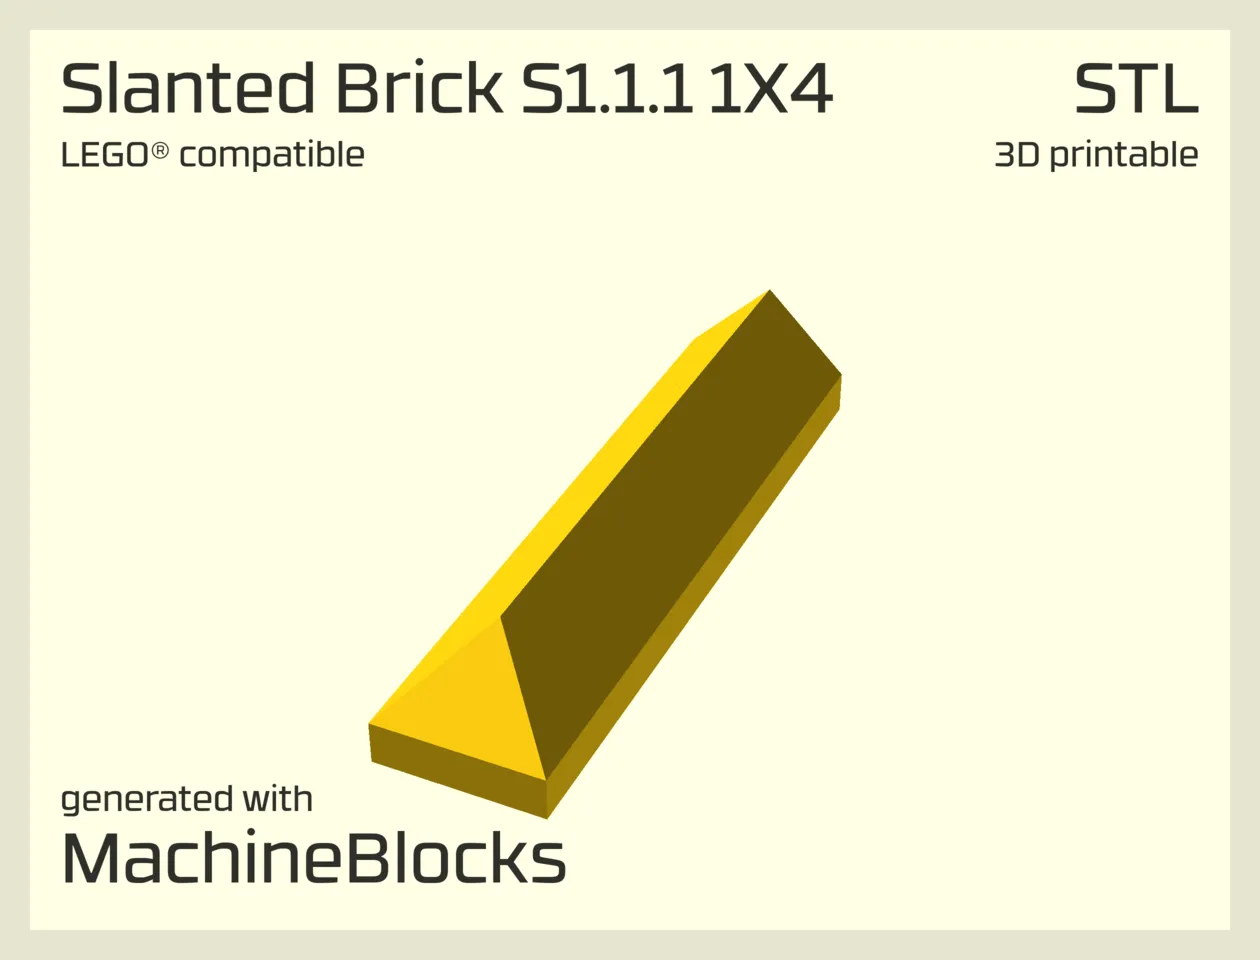 Slanted Brick S1.1.1 1X4
STL
LEGO® compatible
3D printable
generated with
MachineBlocks